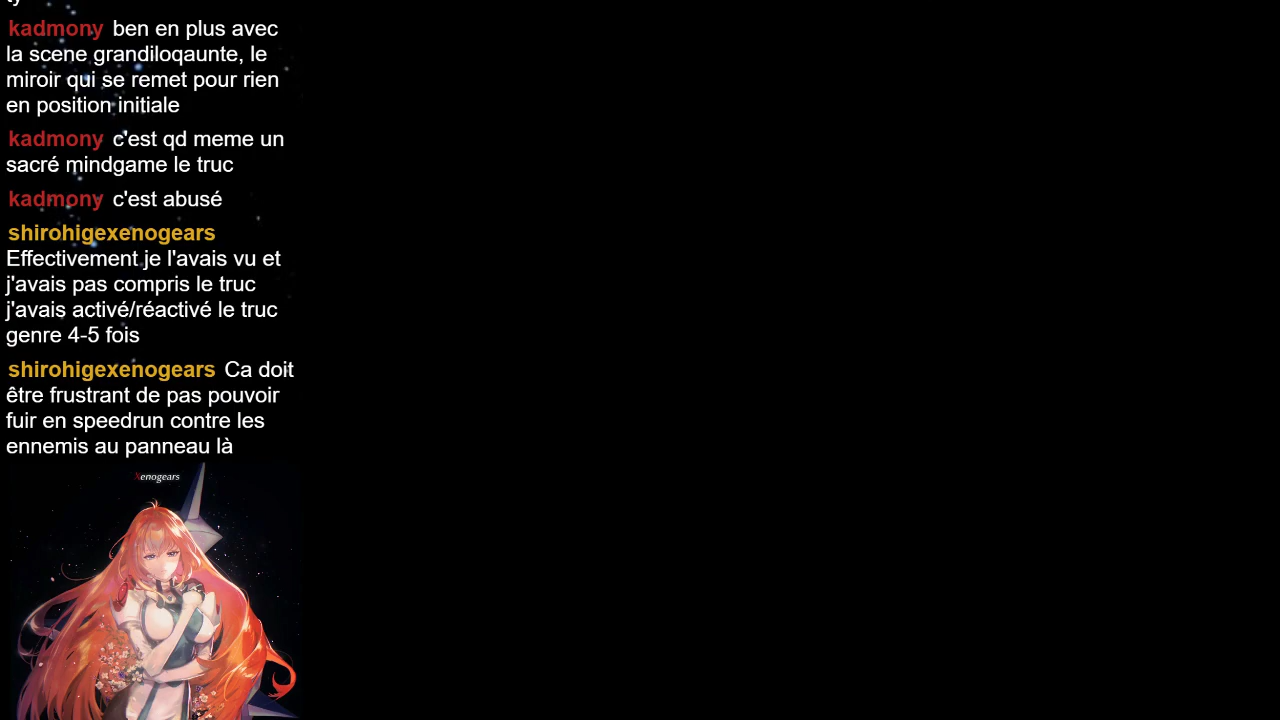 ty
kadmony ben en plus avec
la scene grandiloqaunte, le
miroir qui se remet pour rien
en position initiale
kadmony c'est qd meme un
sacré mindgame le truc
kadmony c'est abusé
shirohigexenogears
Effectivement je l'avais vu et
j'avais pas compris le truc
j'avais activé/réactivé le truc
genre 4-5 fois
shirohigexenogears Ca doit
être frustrant de pas pouvoir
fuir en speedrun contre les
ennemis au panneau là
Xenogears